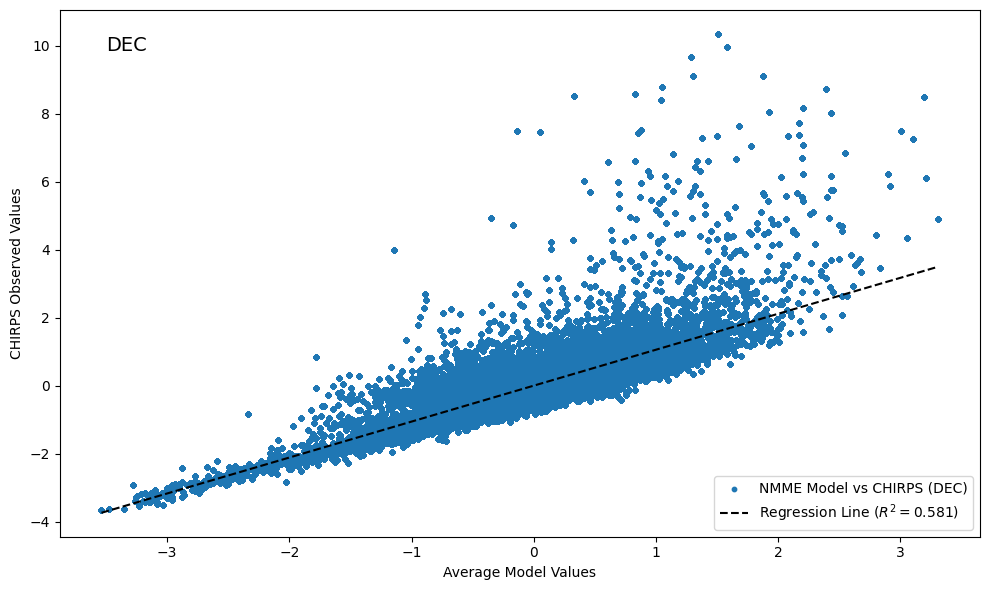 DEC
10
8
6
4
2
0
−2
−4
CHIRPS Observed Values
NMME Model vs CHIRPS (DEC)
Regression Line (R² = 0.581)
−3 −2 −1 0 1 2 3
Average Model Values